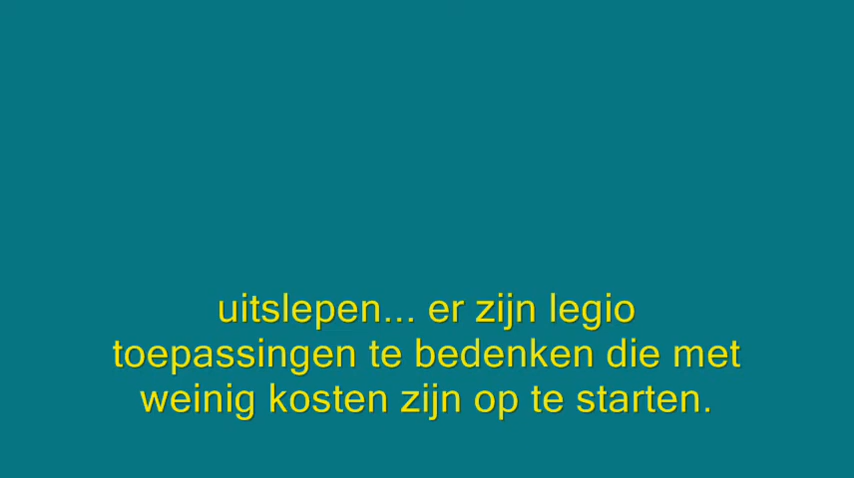 uitslepen... er zijn legio
toepassingen te bedenken die met
weinig kosten zijn op te starten.